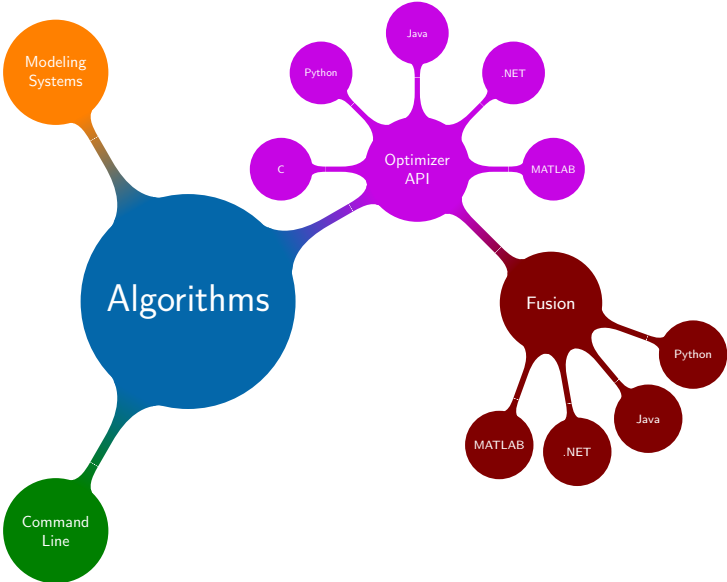 Modeling
Systems
Java
Python
.NET
C
Optimizer
API
MATLAB
Algorithms
Fusion
Python
Java
MATLAB
.NET
Command
Line